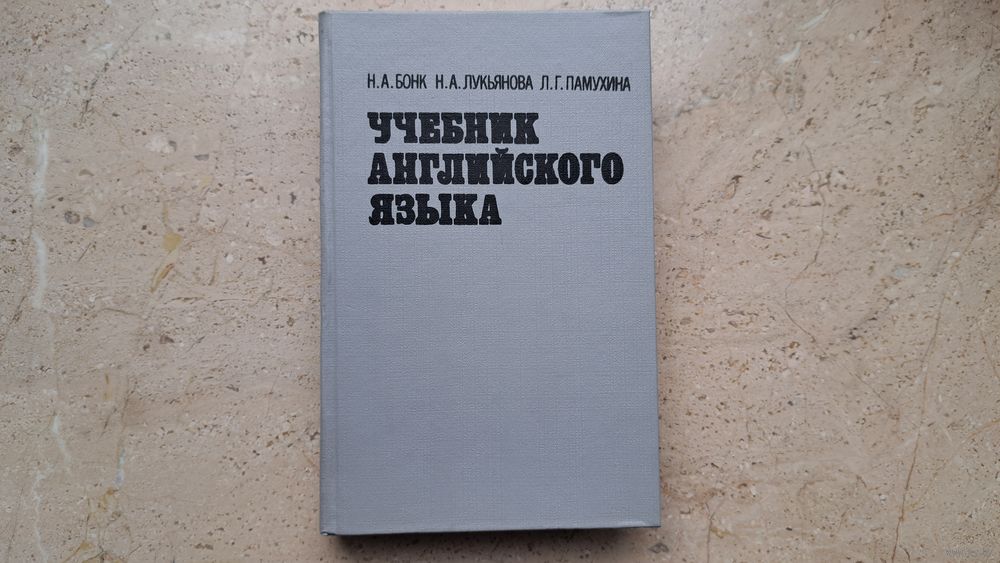 Н.А.БОНК Н.А.ЛУКЬЯНОВА Л.Г.ПАМУХИНА
УЧЕБНИК
АНГЛИЙСКОГО
ЯЗЫКА